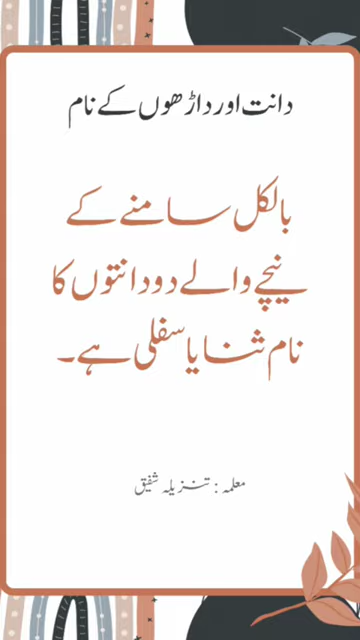 دانت اور داڑھوں کے نام
بالکل سامنے کے
نیچے والے دو دانتوں کا
نام ثنایا سفلی ہے۔
معلمہ : تنزیلہ شفیق